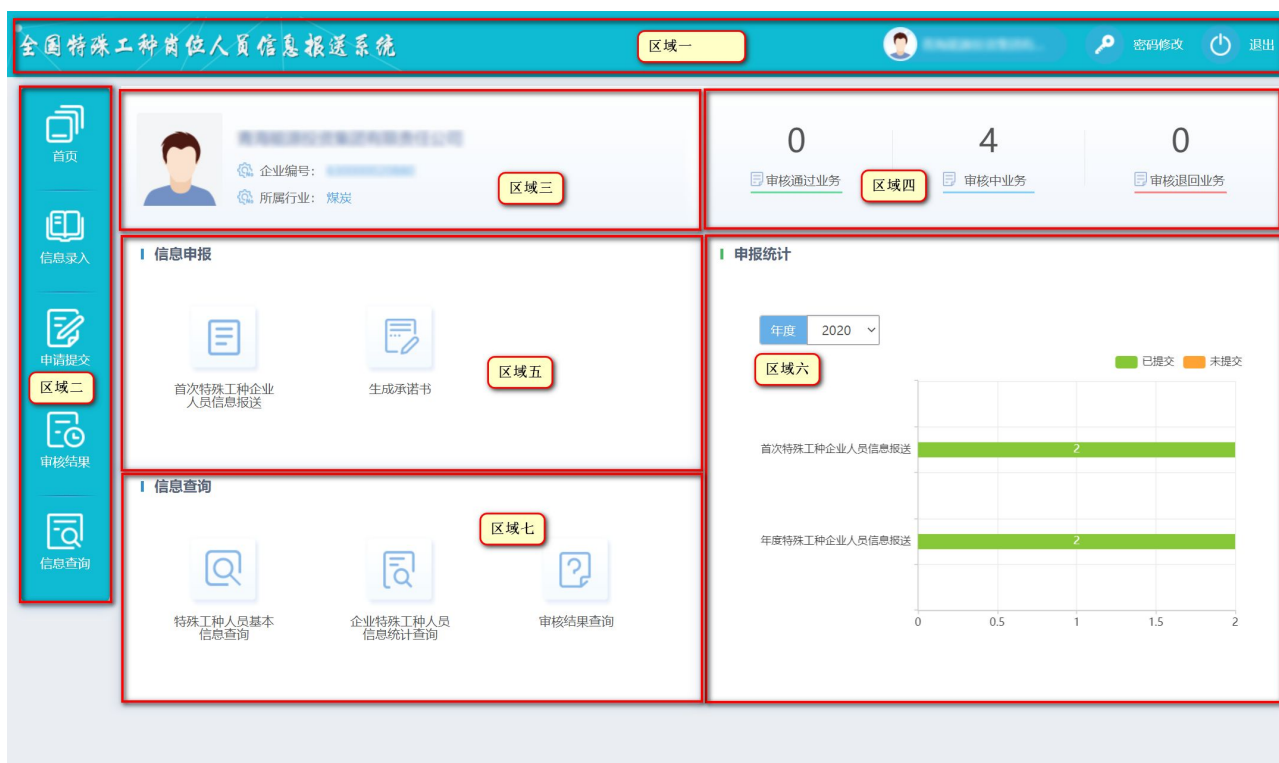 全国特殊工种岗位人员信息报送系统
区域一
密码修改
退出
首页
信息录入
申请提交
区域二
审核结果
信息查询
企业编号：
所属行业： 煤炭
区域三
0
4
0
审核通过业务
区域四
审核中业务
审核退回业务
信息申报
首次特殊工种企业
人员信息报送
生成承诺书
区域五
申报统计
年度 2020
区域六
已提交 未提交
首次特殊工种企业人员信息报送 2
年度特殊工种企业人员信息报送 2
0 0.5 1 1.5 2
信息查询
区域七
特殊工种人员基本
信息查询
企业特殊工种人员
信息统计查询
审核结果查询